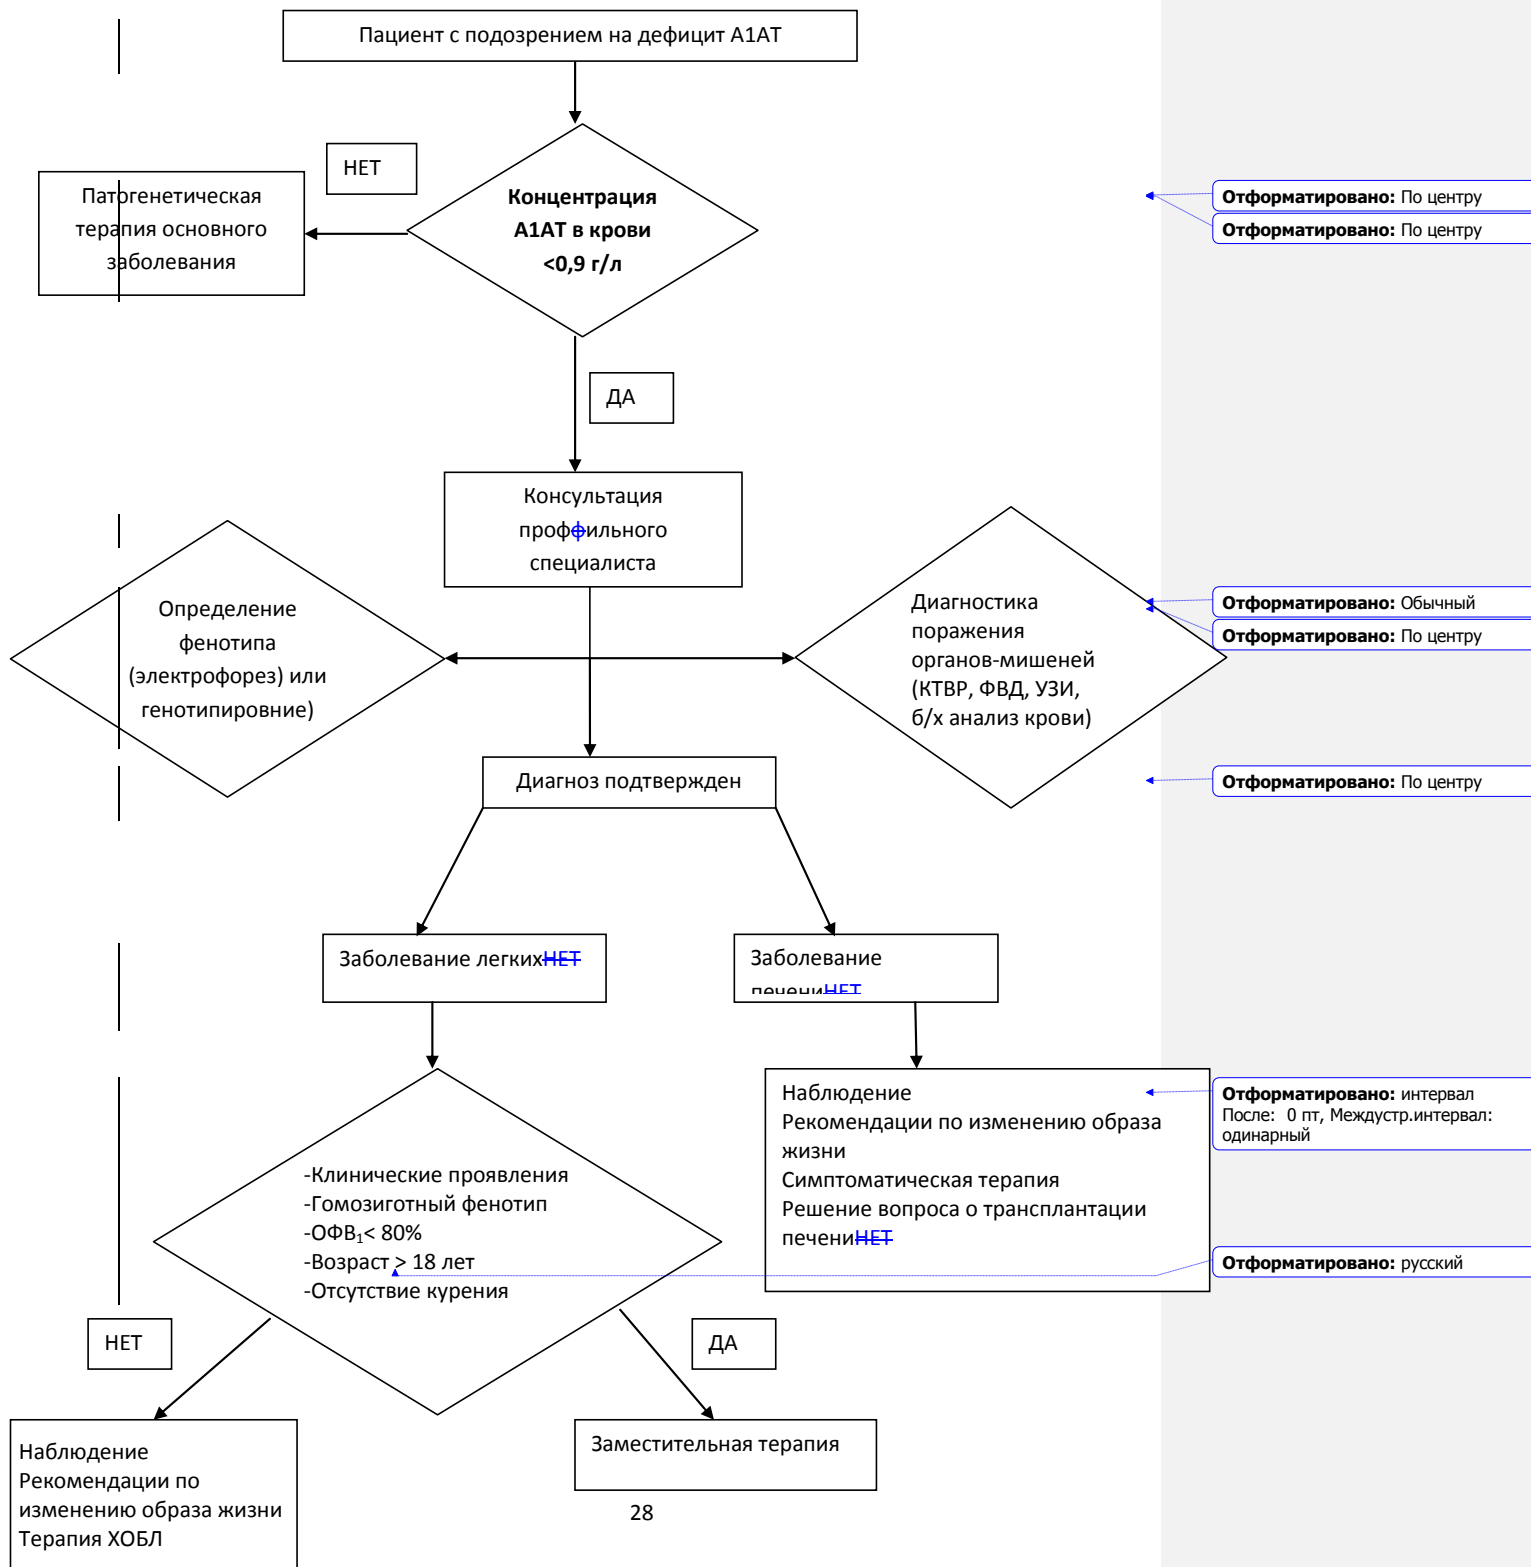 Пациент с подозрением на дефицит А1АТ
НЕТ
Патогенетическая
терапия основного
заболевания
Концентрация
А1АТ в крови
<0,9 г/л
Отформатировано: По центру
Отформатировано: По центру
ДА
Консультация
проффильного
специалиста
Определение
фенотипа
(электрофорез) или
генотипировние)
Диагностика
поражения
органов-мишеней
(КТВР, ФВД, УЗИ,
б/х анализ крови)
Отформатировано: Обычный
Отформатировано: По центру
Диагноз подтвержден
Отформатировано: По центру
Заболевание легкихНЕТ
Заболевание
печениНЕТ
-Клинические проявления
-Гомозиготный фенотип
-ОФВ₁< 80%
-Возраст > 18 лет
-Отсутствие курения
Наблюдение
Рекомендации по изменению образа
жизни
Симптоматическая терапия
Решение вопроса о трансплантации
печениНЕТ
Отформатировано: интервал
После: 0 пт, Междустр.интервал:
одинарный
Отформатировано: русский
НЕТ
ДА
Наблюдение
Рекомендации по
изменению образа жизни
Терапия ХОБЛ
Заместительная терапия
28